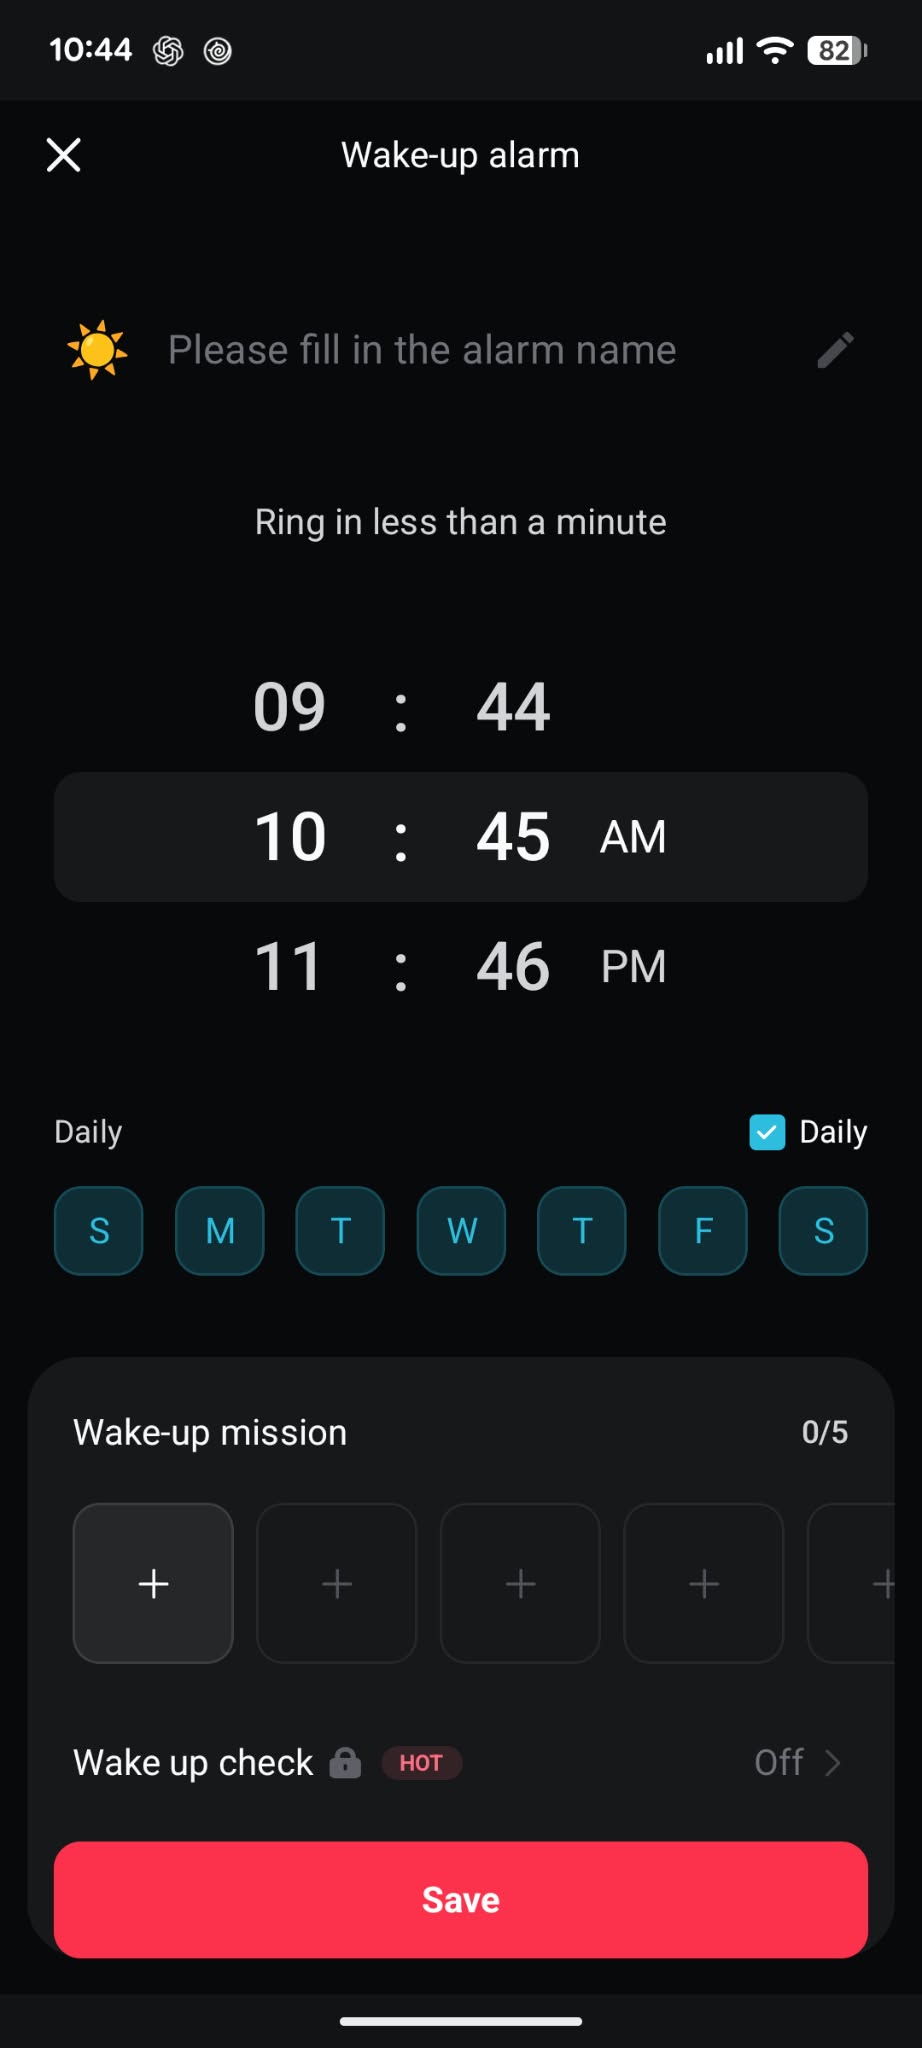 10:44 82
Wake-up alarm
Please fill in the alarm name
Ring in less than a minute
09 : 44
10 : 45 AM
11 : 46 PM
Daily Daily
S M T W T F S
Wake-up mission 0/5
+ + + + +
Wake up check HOT Off
Save